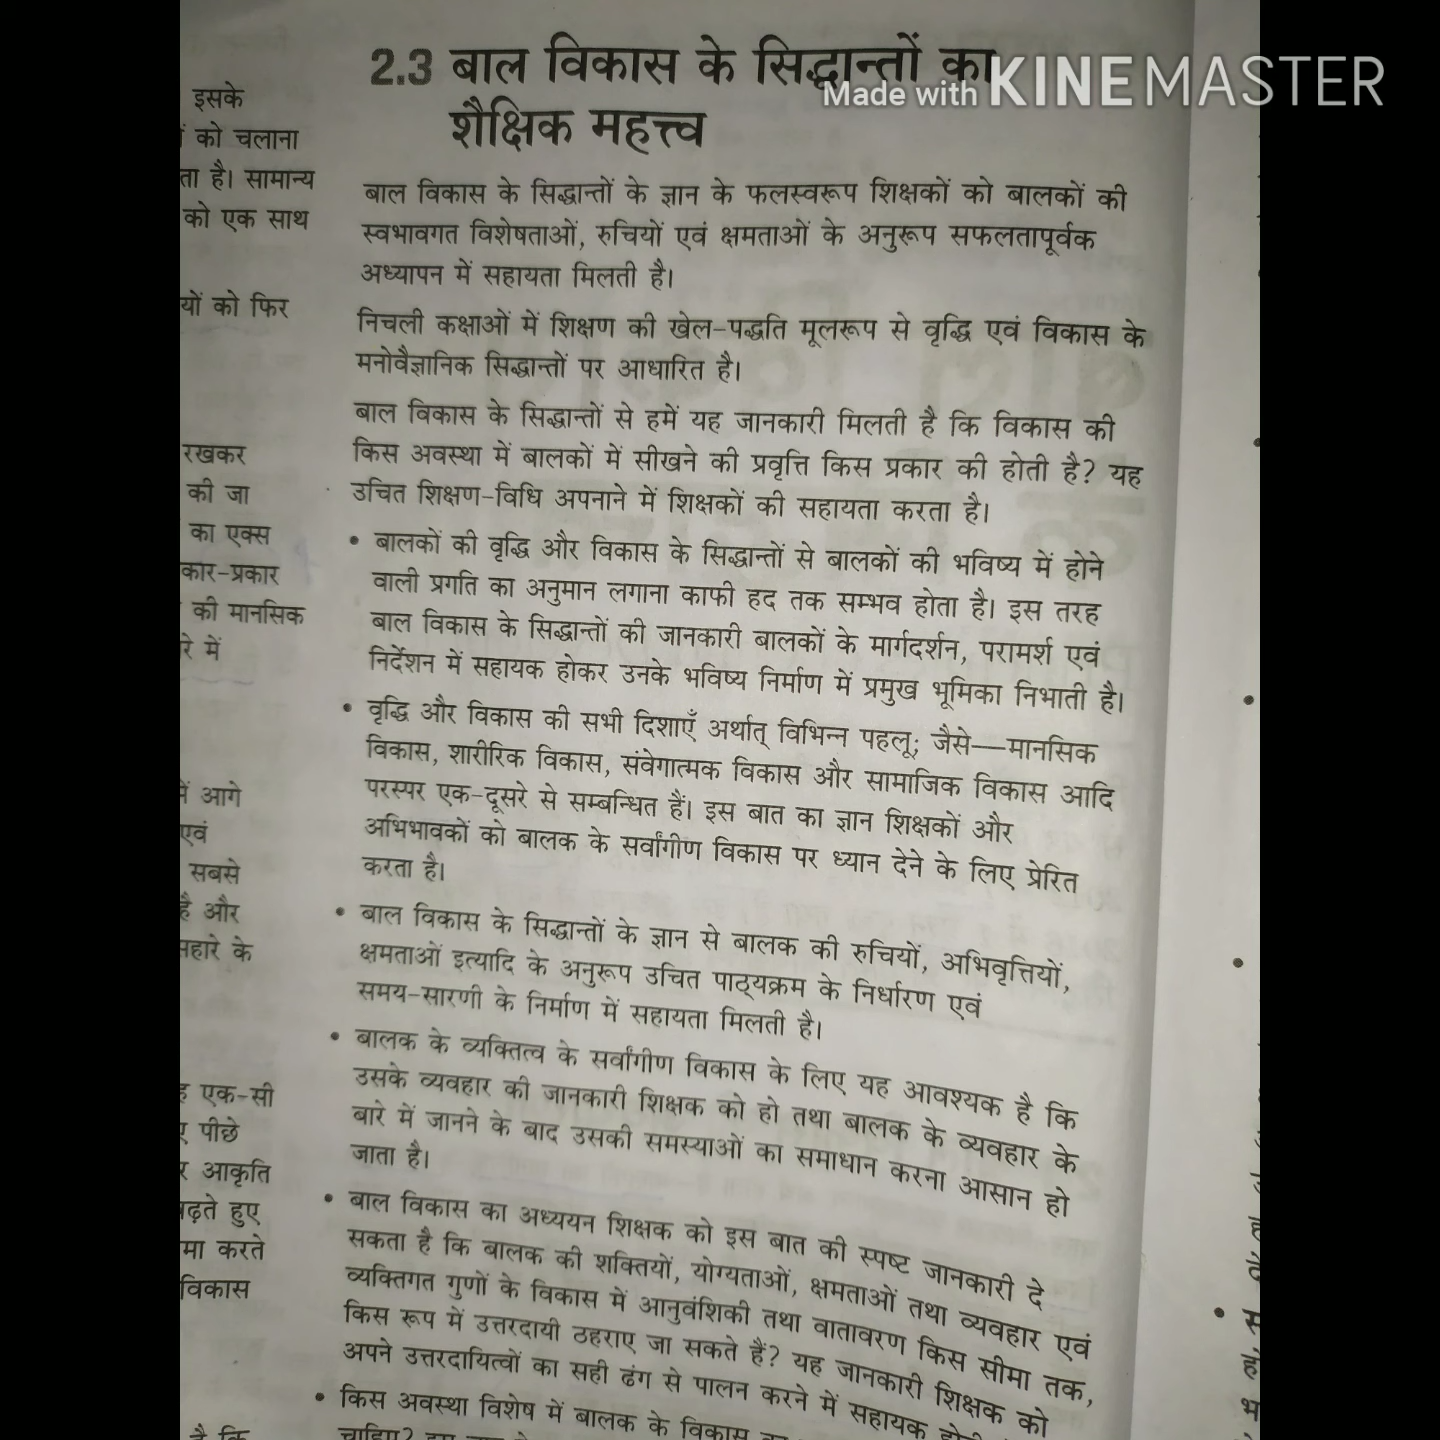 Made with KINEMASTER
इसके
को चलाना
ता है। सामान्य
को एक साथ
यों को फिर
रखकर
की जा
का एक्स
कार-प्रकार
की मानसिक
रे में
आगे
एवं
सबसे
है और
सहारे के
एक-सी
पीछे
आकृति
बढ़ते हुए
मा करते
विकास
2.3 बाल विकास के सिद्धान्तों का
शैक्षिक महत्त्व
बाल विकास के सिद्धान्तों के ज्ञान के फलस्वरूप शिक्षकों को बालकों की
स्वभावगत विशेषताओं, रुचियों एवं क्षमताओं के अनुरूप सफलतापूर्वक
अध्यापन में सहायता मिलती है।
निचली कक्षाओं में शिक्षण की खेल-पद्धति मूलरूप से वृद्धि एवं विकास के
मनोवैज्ञानिक सिद्धान्तों पर आधारित है।
बाल विकास के सिद्धान्तों से हमें यह जानकारी मिलती है कि विकास की
किस अवस्था में बालकों में सीखने की प्रवृत्ति किस प्रकार की होती है? यह
उचित शिक्षण-विधि अपनाने में शिक्षकों की सहायता करता है।
• बालकों की वृद्धि और विकास के सिद्धान्तों से बालकों की भविष्य में होने
वाली प्रगति का अनुमान लगाना काफी हद तक सम्भव होता है। इस तरह
बाल विकास के सिद्धान्तों की जानकारी बालकों के मार्गदर्शन, परामर्श एवं
निर्देशन में सहायक होकर उनके भविष्य निर्माण में प्रमुख भूमिका निभाती है।
• वृद्धि और विकास की सभी दिशाएँ अर्थात् विभिन्न पहलू; जैसे—मानसिक
विकास, शारीरिक विकास, संवेगात्मक विकास और सामाजिक विकास आदि
परस्पर एक-दूसरे से सम्बन्धित हैं। इस बात का ज्ञान शिक्षकों और
अभिभावकों को बालक के सर्वांगीण विकास पर ध्यान देने के लिए प्रेरित
करता है।
• बाल विकास के सिद्धान्तों के ज्ञान से बालक की रुचियों, अभिवृत्तियों,
क्षमताओं इत्यादि के अनुरूप उचित पाठ्यक्रम के निर्धारण एवं
समय-सारणी के निर्माण में सहायता मिलती है।
• बालक के व्यक्तित्व के सर्वांगीण विकास के लिए यह आवश्यक है कि
उसके व्यवहार की जानकारी शिक्षक को हो तथा बालक के व्यवहार के
बारे में जानने के बाद उसकी समस्याओं का समाधान करना आसान हो
जाता है।
• बाल विकास का अध्ययन शिक्षक को इस बात की स्पष्ट जानकारी दे
सकता है कि बालक की शक्तियों, योग्यताओं, क्षमताओं तथा व्यवहार एवं
व्यक्तिगत गुणों के विकास में आनुवंशिकी तथा वातावरण किस सीमा तक,
किस रूप में उत्तरदायी ठहराए जा सकते हैं? यह जानकारी शिक्षक को
अपने उत्तरदायित्वों का सही ढंग से पालन करने में सहायक
• किस अवस्था विशेष में बालक के विकास
चाहिए?